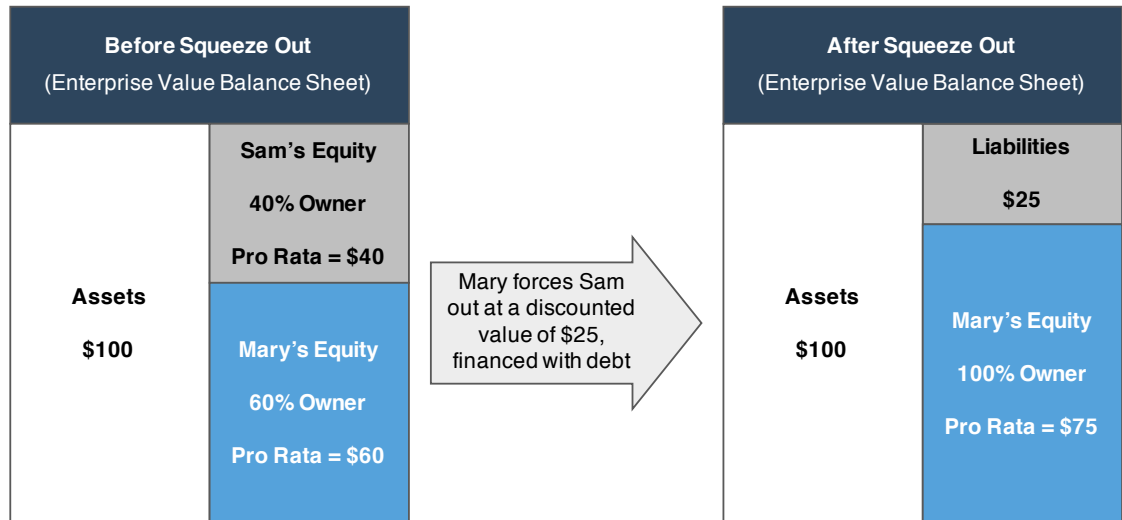 Before Squeeze Out
(Enterprise Value Balance Sheet)
Assets
$100
Sam's Equity
40% Owner
Pro Rata = $40
Mary's Equity
60% Owner
Pro Rata = $60
Mary forces Sam
out at a discounted
value of $25,
financed with debt
After Squeeze Out
(Enterprise Value Balance Sheet)
Assets
$100
Liabilities
$25
Mary's Equity
100% Owner
Pro Rata = $75